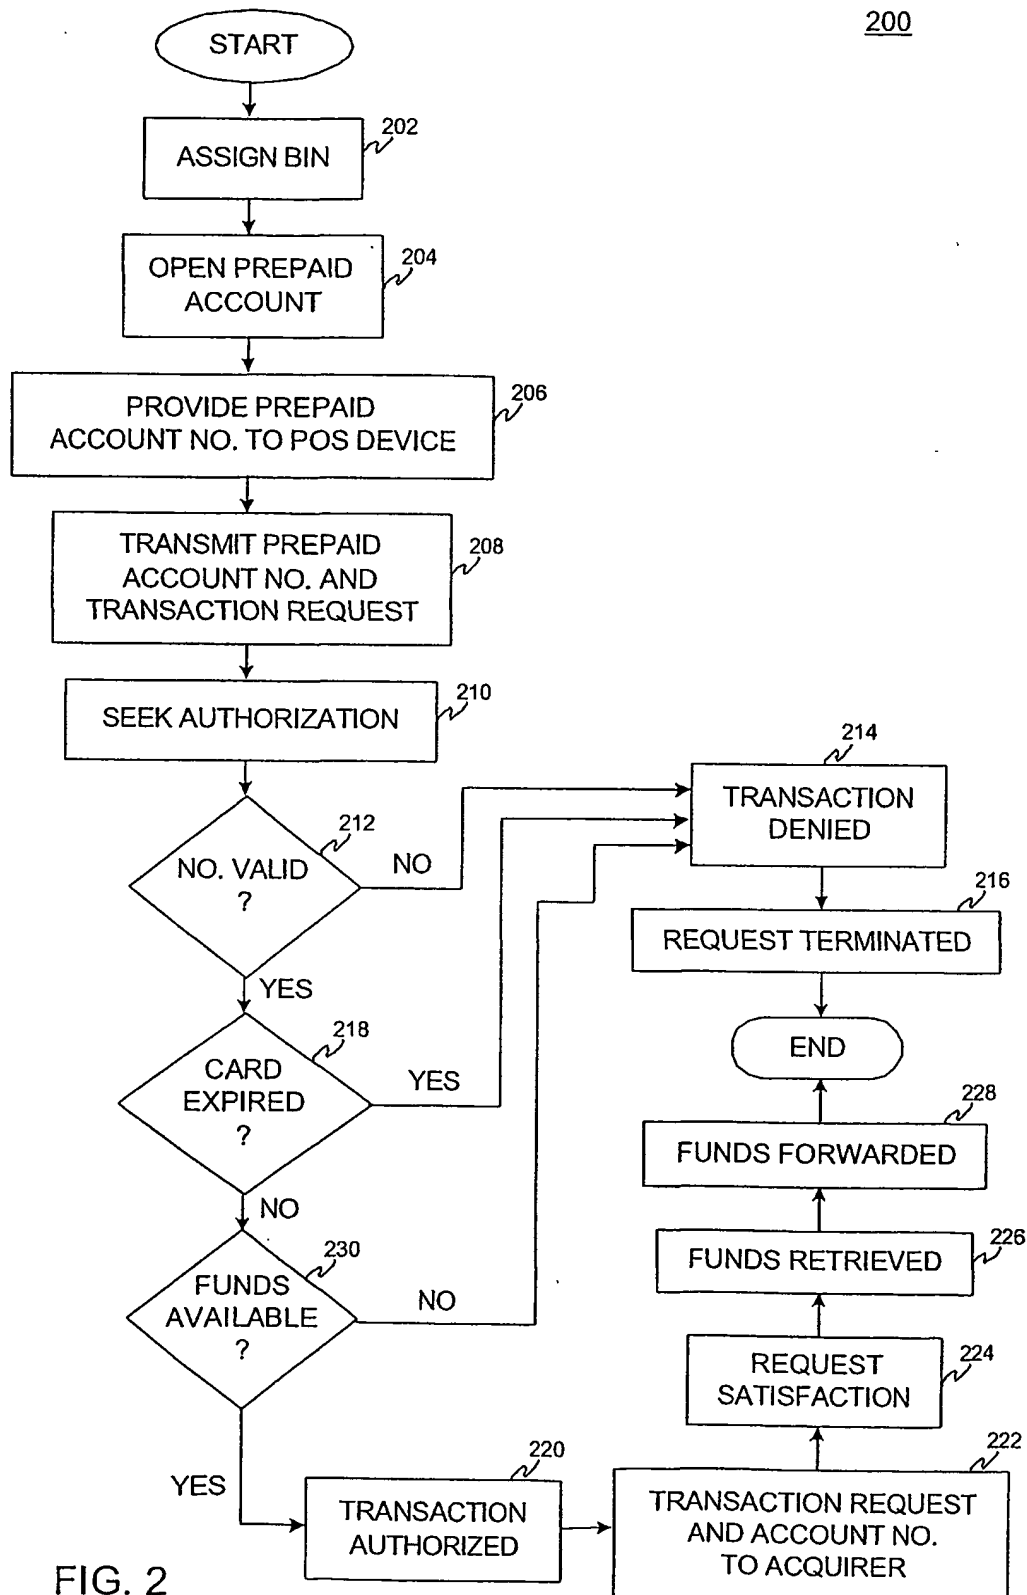 200
START
ASSIGN BIN
202
OPEN PREPAID
ACCOUNT
204
PROVIDE PREPAID
ACCOUNT NO. TO POS DEVICE
206
TRANSMIT PREPAID
ACCOUNT NO. AND
TRANSACTION REQUEST
208
SEEK AUTHORIZATION
210
NO. VALID
?
212
NO
YES
TRANSACTION
DENIED
214
REQUEST TERMINATED
216
END
CARD
EXPIRED
?
218
YES
NO
FUNDS
AVAILABLE
?
230
NO
YES
TRANSACTION
AUTHORIZED
220
TRANSACTION REQUEST
AND ACCOUNT NO.
TO ACQUIRER
222
REQUEST
SATISFACTION
224
FUNDS RETRIEVED
226
FUNDS FORWARDED
228
FIG. 2